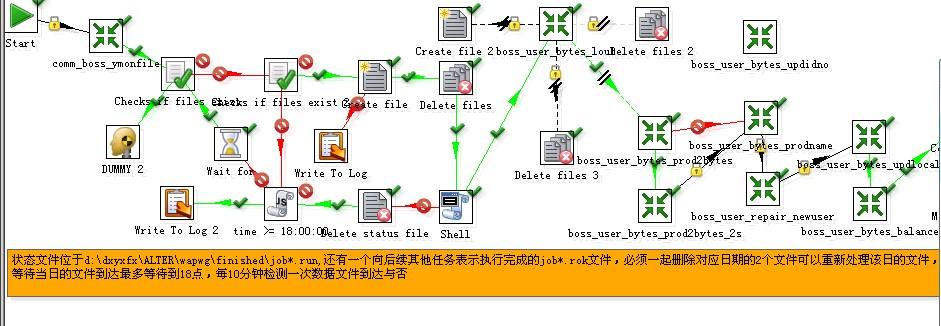 Start
comm_boss_ymonfile
Create file 2
boss_user_bytes_load
Delete files 2
boss_user_bytes_updidno
Checks if files exist
Checks if files exist 2
Create file
Delete files
DUMMY 2
Wait for
Write To Log
Delete files 3
boss_user_bytes_prod2bytes
boss_user_bytes_prodname
boss_user_bytes_updlocal
Write To Log 2
time >= 18:00:00
Delete status file
Shell
boss_user_bytes_prod2bytes_2s
boss_user_repair_newuser
boss_user_bytes_balance
状态文件位于d:\dxyxfx\ALTER\wapwg\finished\job*.run,还有一个向后续其他任务表示执行完成的job*.rok文件，必须一起删除对应日期的2个文件可以重新处理该日的文件，
等待当日的文件到达最多等待到18点，每10分钟检测一次数据文件到达与否